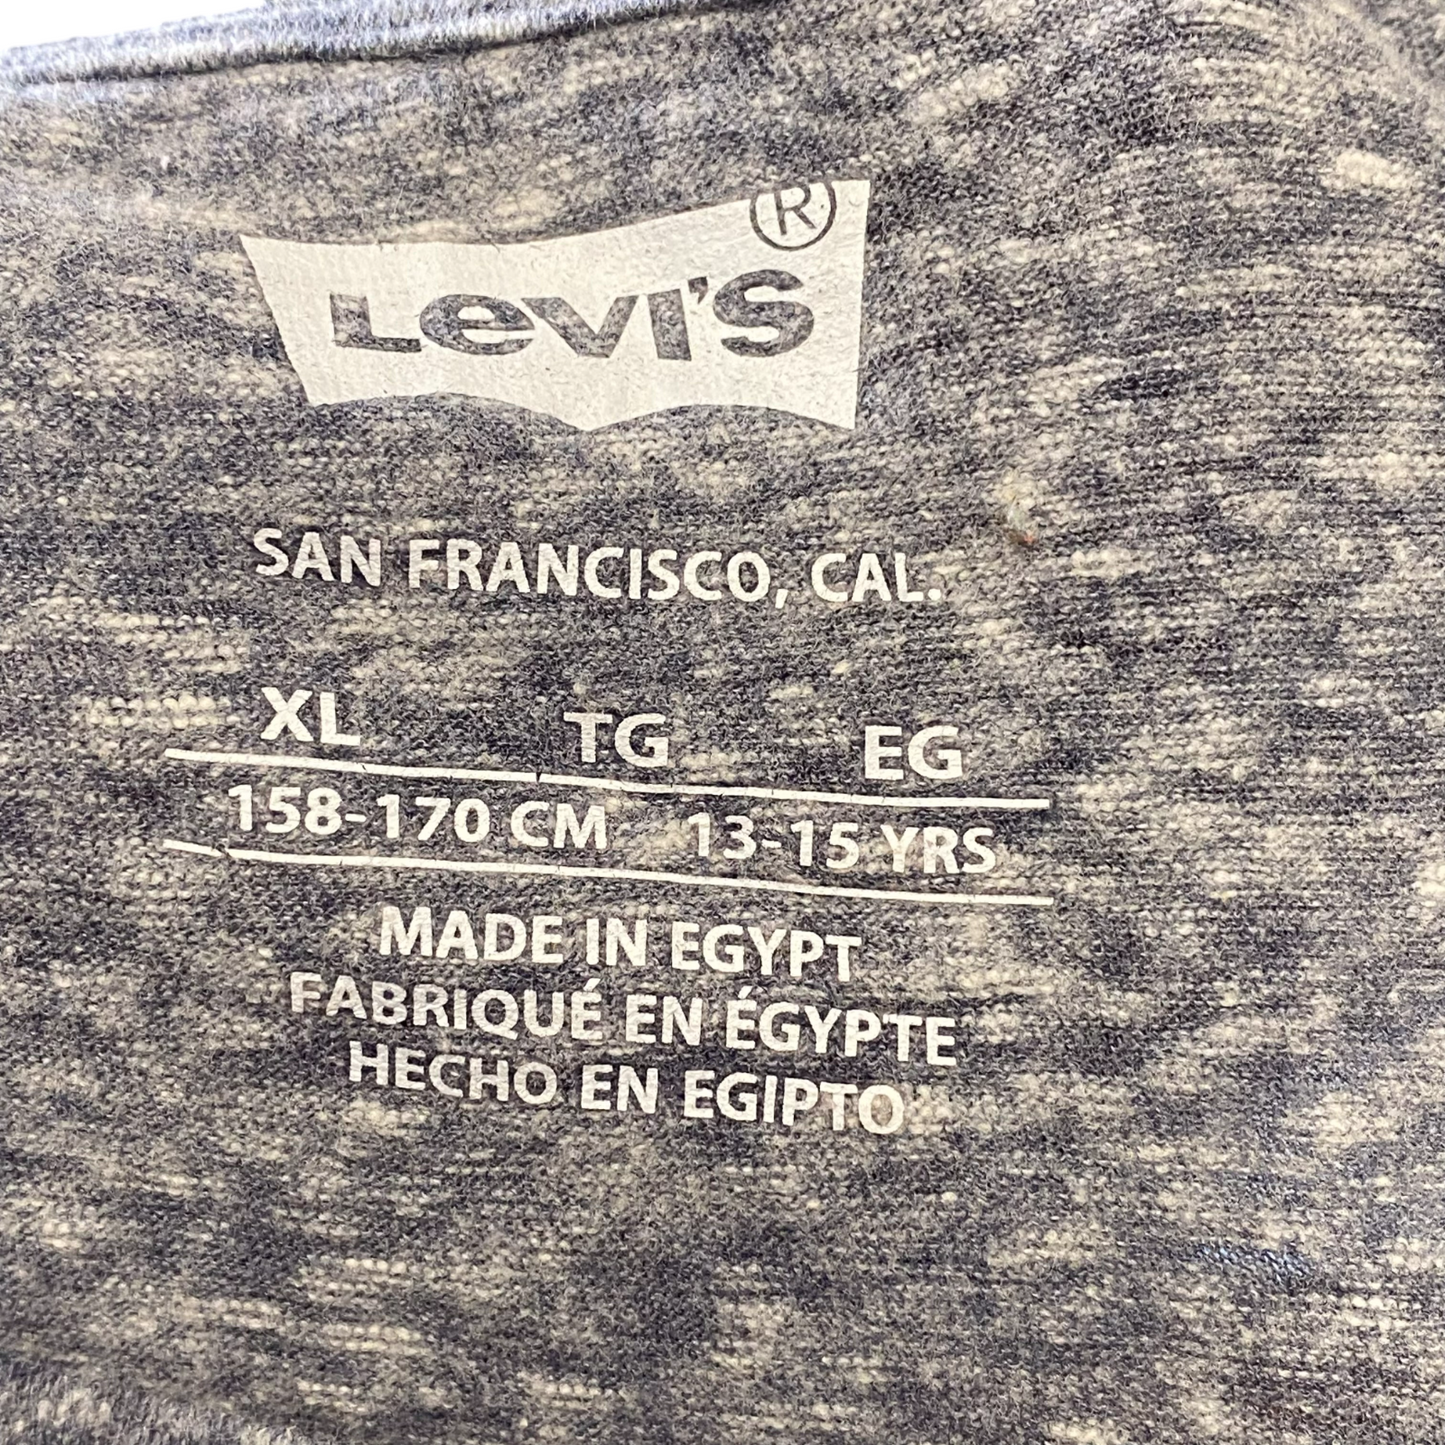 Levi's®
SAN FRANCISCO, CAL.
XL TG EG
158-170 CM 13-15 YRS
MADE IN EGYPT
FABRIQUÉ EN ÉGYPTE
HECHO EN EGIPTO